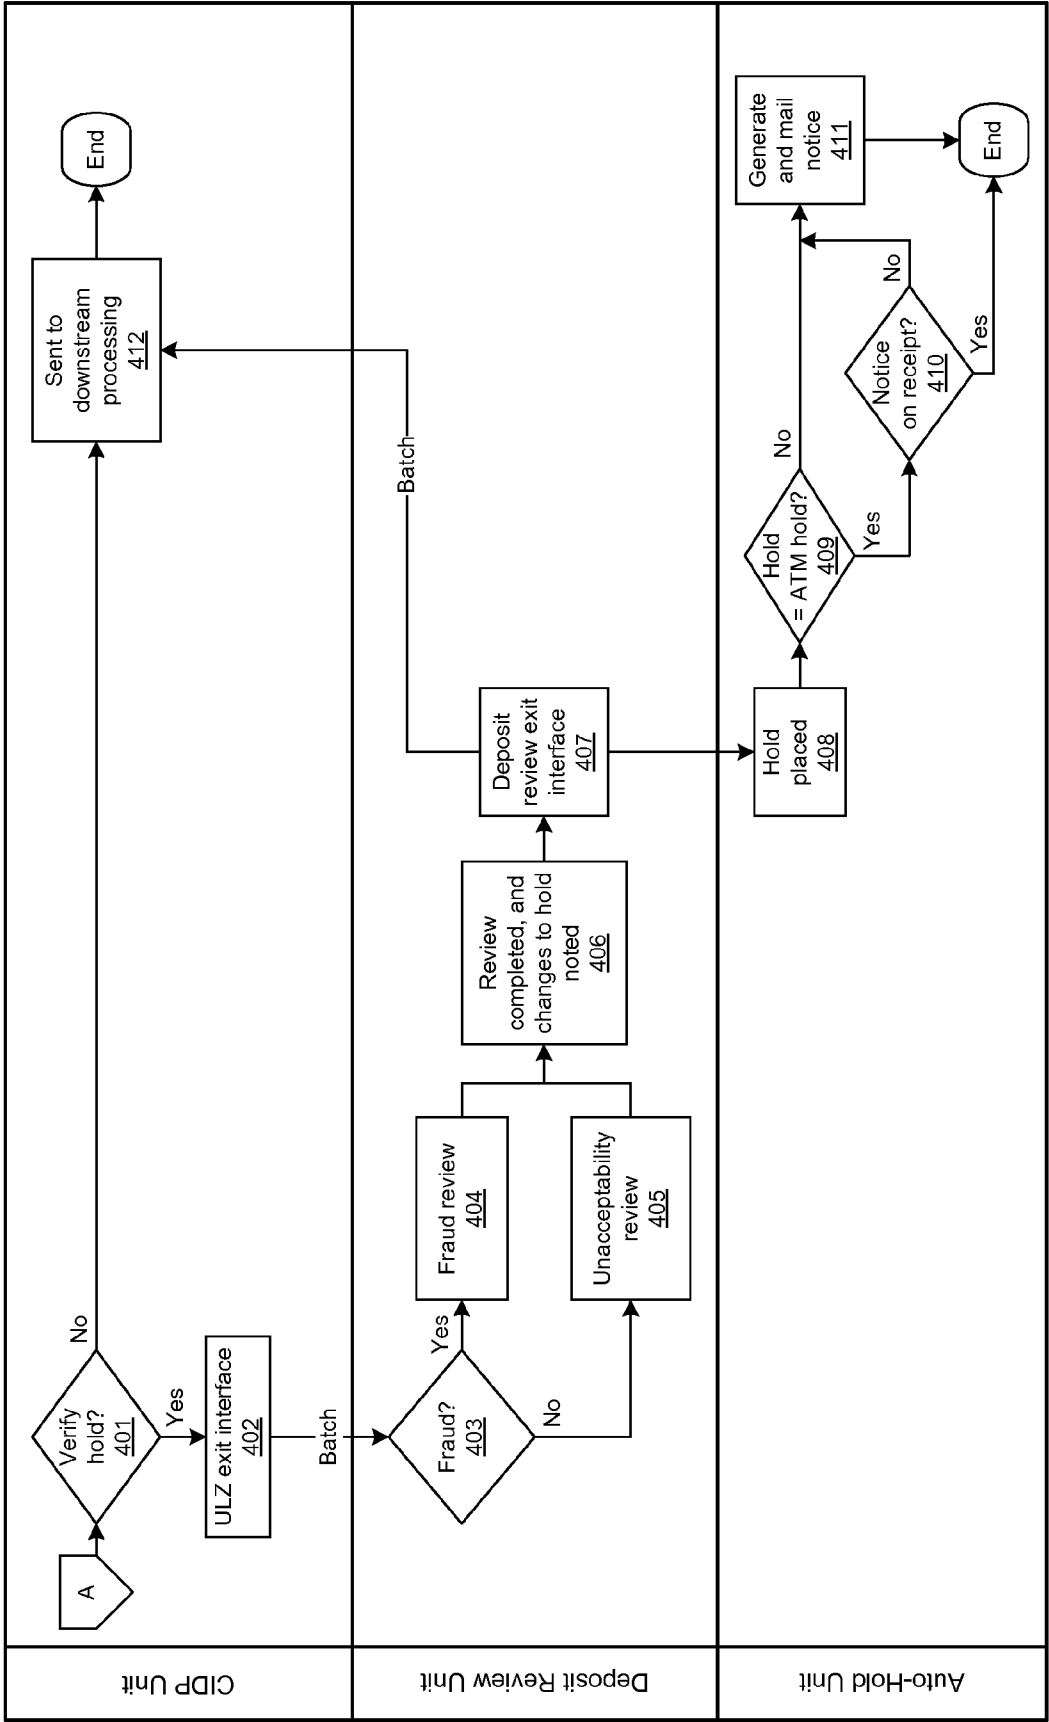 CIDP Unit
A
Verify
hold?
401
No
Yes
ULZ exit interface
402
Batch
Sent to
downstream
processing
412
End
Deposit Review Unit
Fraud?
403
Yes
No
Fraud review
404
Unacceptability
review
405
Review
completed, and
changes to hold
noted
406
Deposit
review exit
interface
407
Batch
Auto-Hold Unit
Hold
placed
408
Hold
= ATM hold?
409
No
Yes
Notice
on receipt?
410
No
Yes
Generate
and mail
notice
411
End